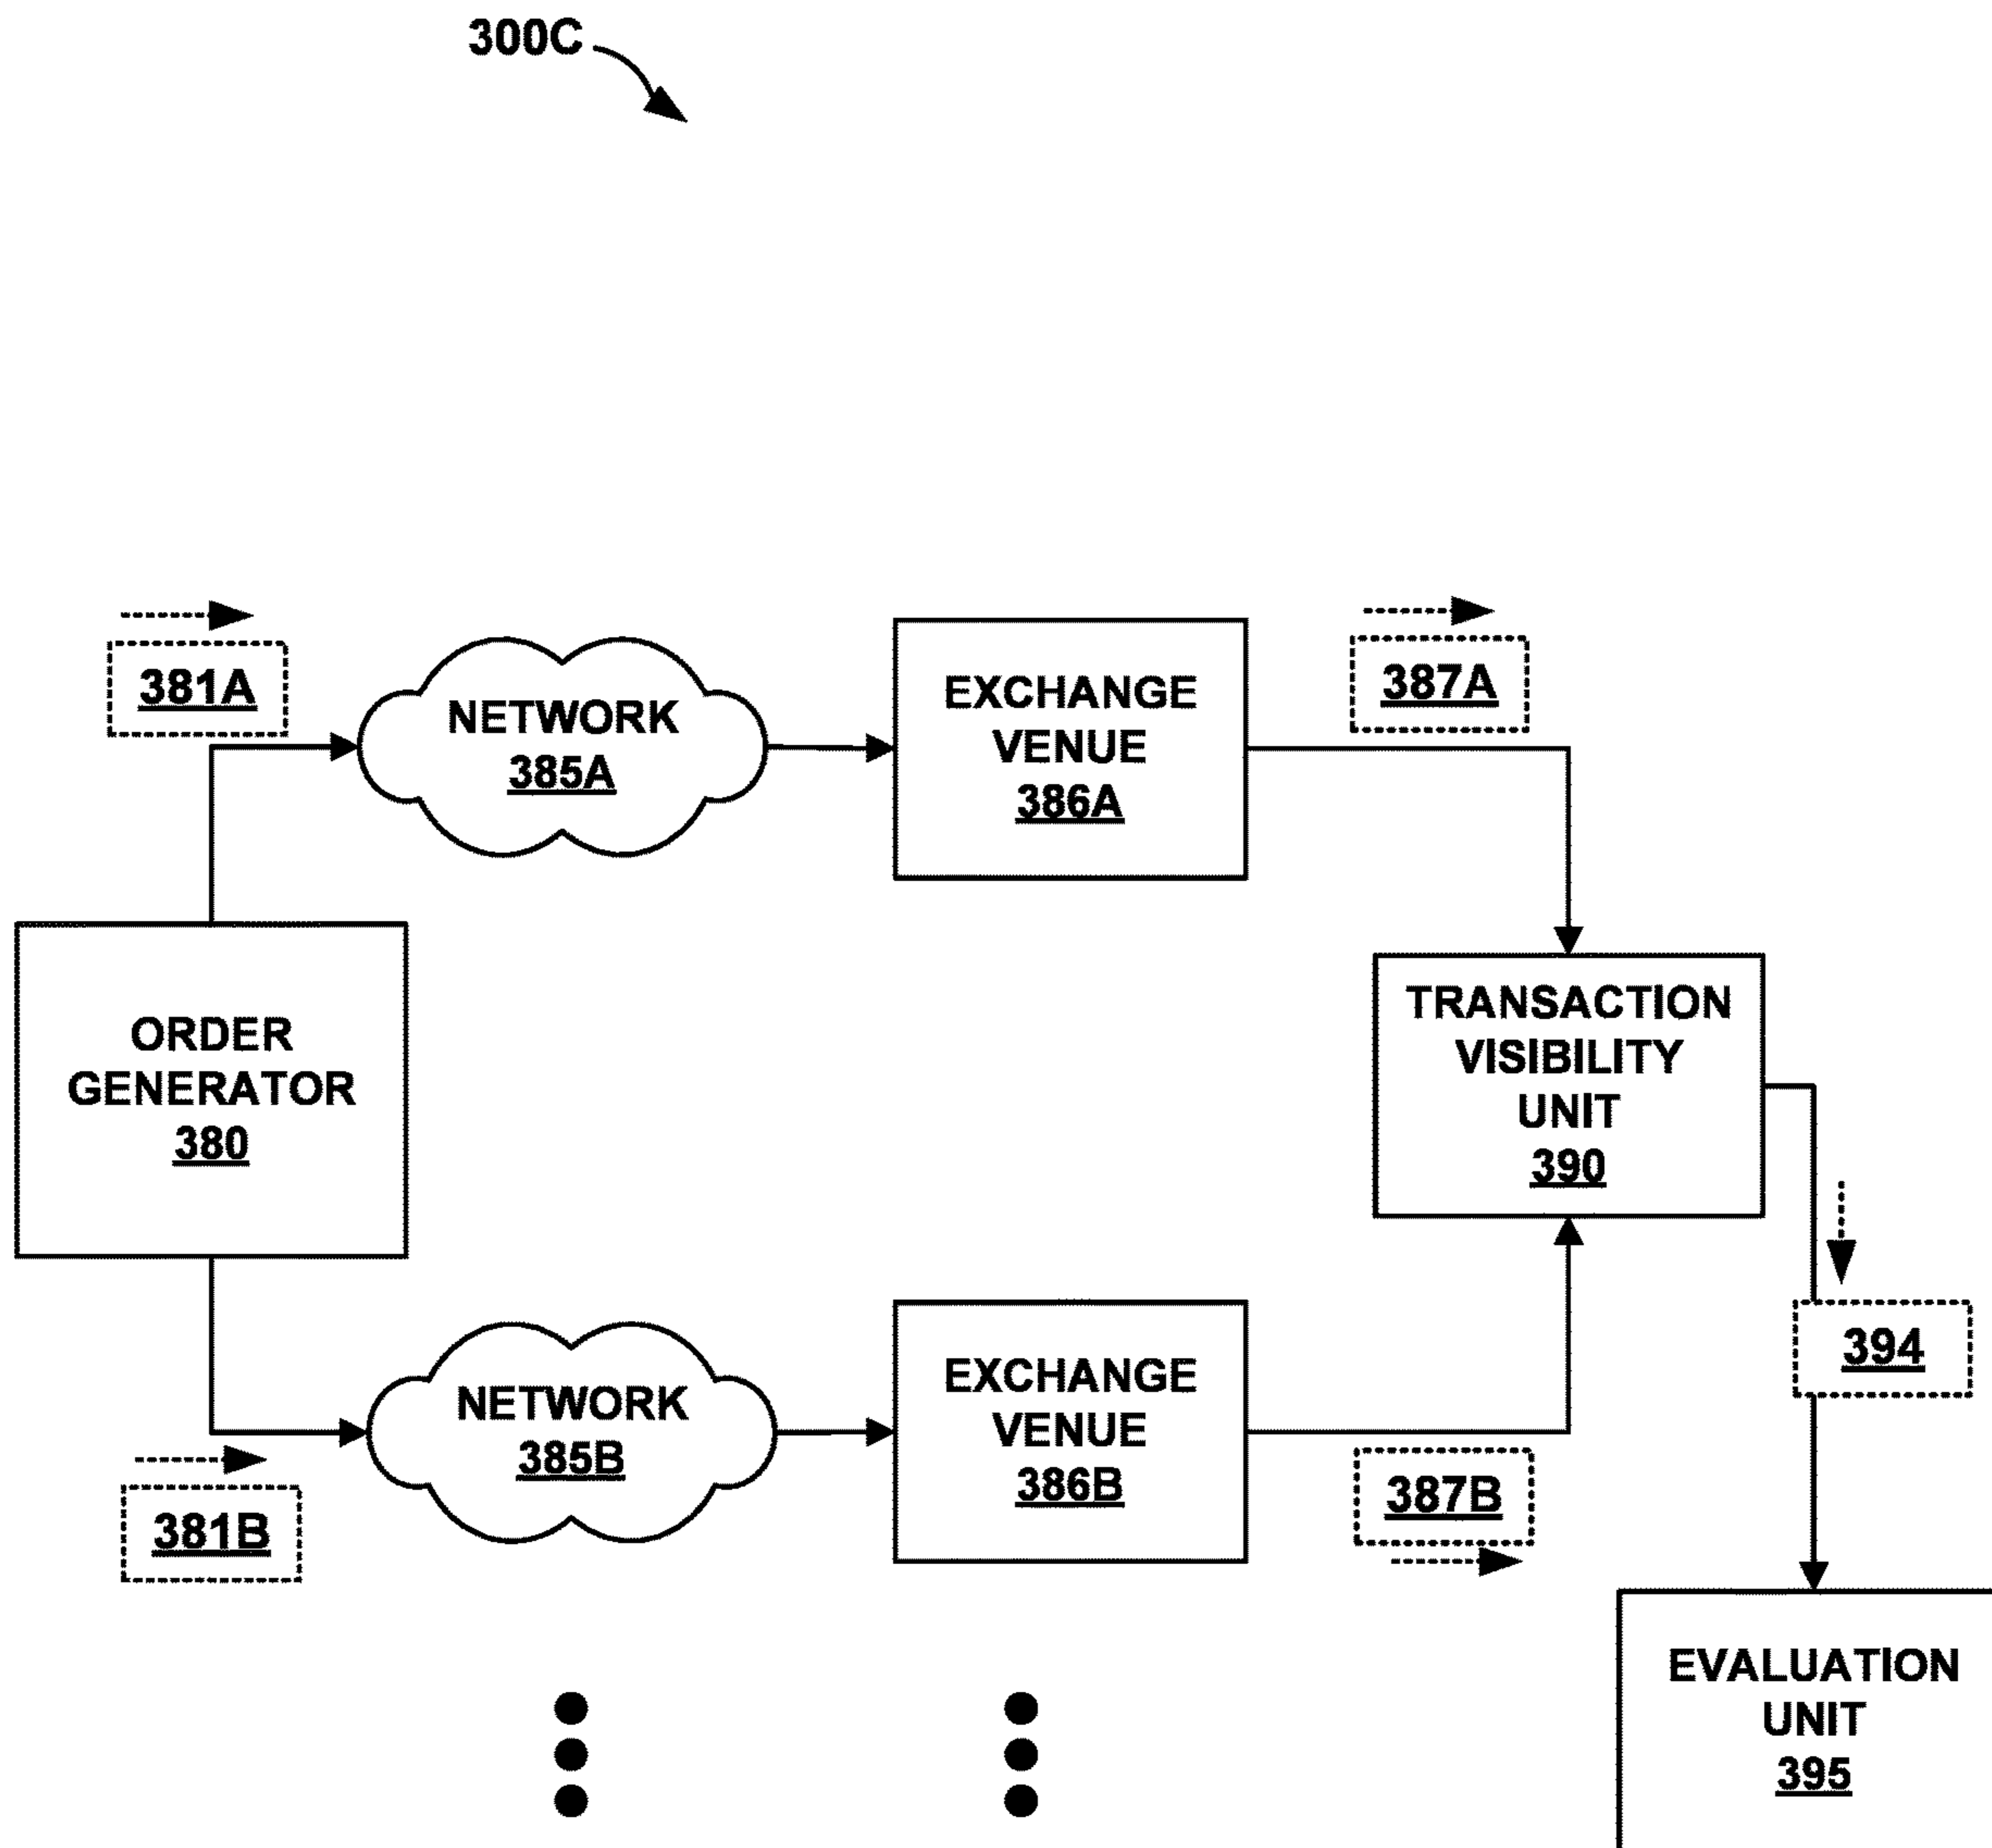 300C
381A
NETWORK
385A
EXCHANGE
VENUE
386A
387A
ORDER
GENERATOR
380
TRANSACTION
VISIBILITY
UNIT
390
NETWORK
385B
381B
EXCHANGE
VENUE
386B
387B
394
EVALUATION
UNIT
395